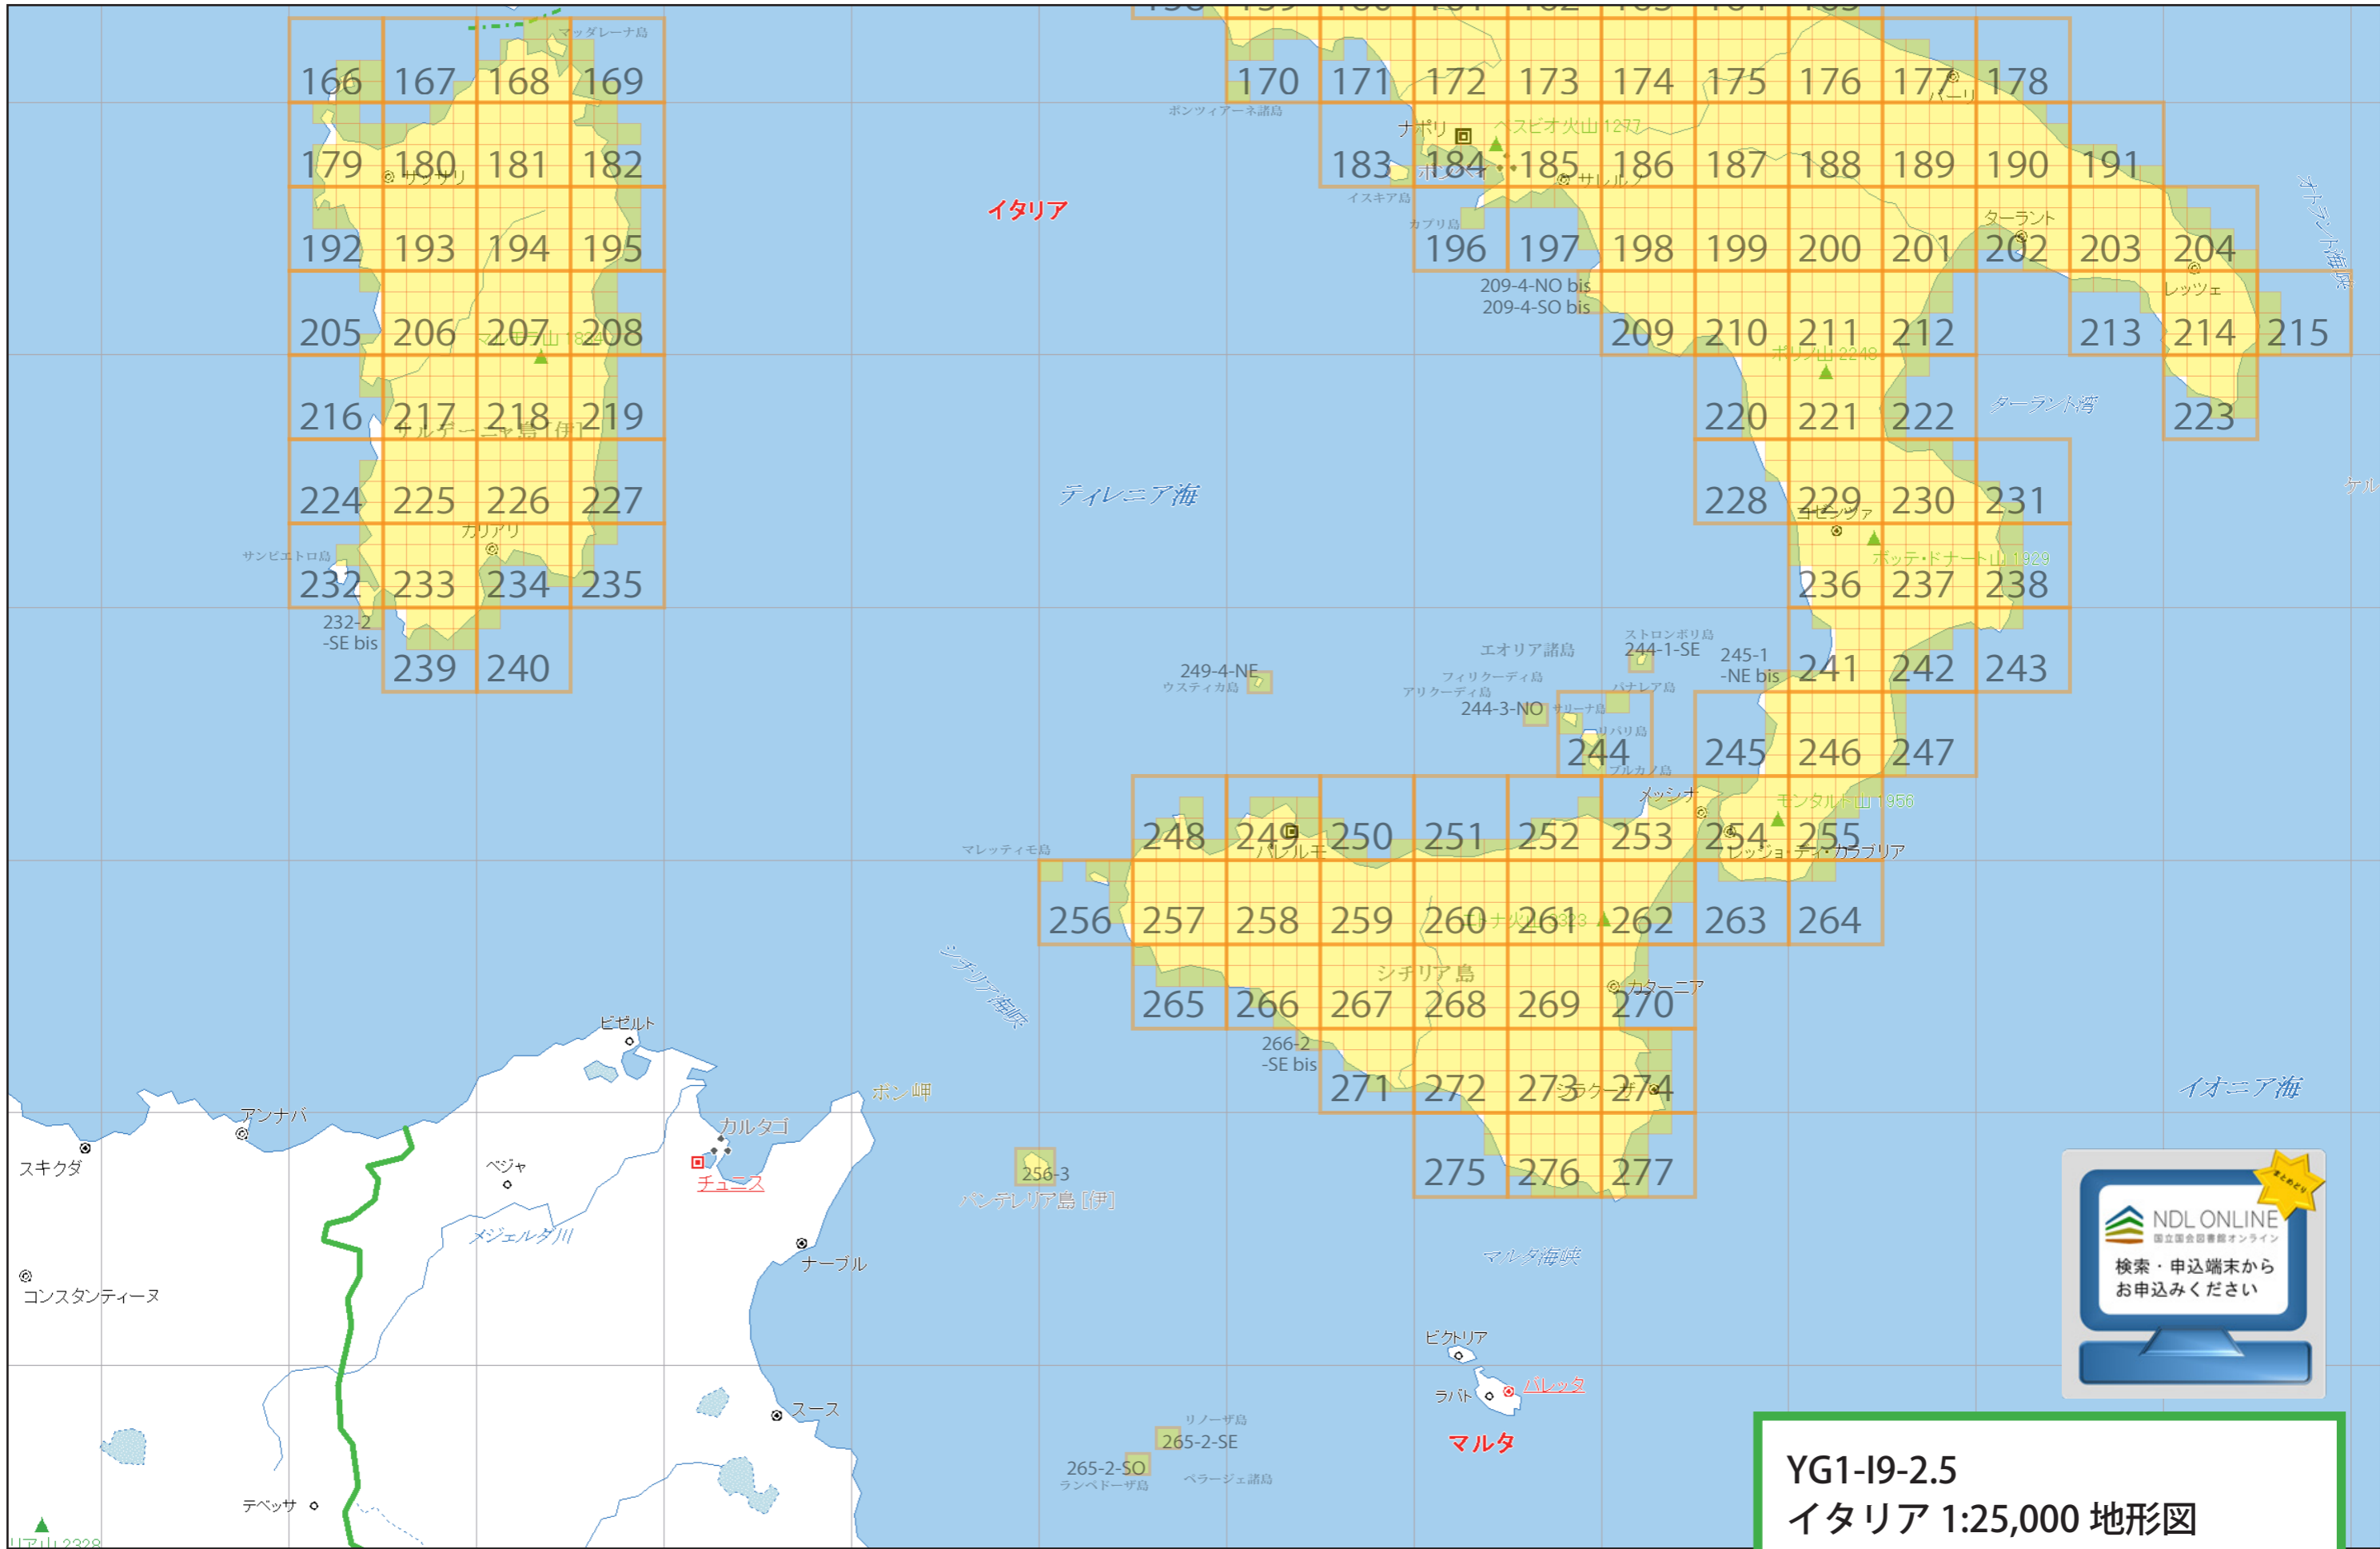 マッダレーナ島
166 167 168 169
170 171 172 173 174 175 176 177 178
バーリ
ポンツィアーネ諸島
ナポリ
ベスビオ火山 1277
179 180 181 182
サッサリ
183 184 185 186 187 188 189 190 191
サレルノ
イスキア島
カプリ島
イタリア
オトラント海峡
ターラント
192 193 194 195
196 197 198 199 200 201 202 203 204
レッツェ
209-4-NO bis
209-4-SO bis
205 206 207 208
209 210 211 212 213 214 215
ポリノ山 2248
ターラント湾
216 217 218 219
220 221 222 223
サルデーニャ島 [伊]
ティレニア海
224 225 226 227
228 229 230 231
コゼンツァ
カリアリ
サンピエトロ島
ボッテ・ドナート山 1929
232 233 234 235
236 237 238
232-2
-SE bis
ストロンボリ島
244-1-SE
エオリア諸島
245-1
-NE bis
239 240
241 242 243
249-4-NE
ウスティカ島
フィリクーディ島
アリクーディ島
パナレア島
244-3-NO
サリーナ島
リパリ島
244 245 246 247
ブルカノ島
メッシナ
モンタルト山 1956
248 249 250 251 252 253 254 255
パレルモ
レッジョ・ディ・カラブリア
マレッティモ島
256 257 258 259 260 261 262 263 264
エトナ火山 3323
シチリア海峡
シチリア島
カターニア
265 266 267 268 269 270
266-2
-SE bis
ビゼルト
271 272 273 274
シラクーザ
ボン岬
イオニア海
アンナバ
カルタゴ
スキクダ
ベジャ
チュニス
256-3
パンテレリア島 [伊]
275 276 277
メジェルダ川
ナーブル
マルタ海峡
コンスタンティーヌ
まとめどり
NDL ONLINE
国立国会図書館オンライン
検索・申込端末から
お申込みください
ビクトリア
ラバト
バレッタ
マルタ
スース
リノーザ島
265-2-SE
265-2-SO
ランペドーザ島
ペラージェ諸島
テベッサ
リア山 2328
YG1-I9-2.5
イタリア 1:25,000 地形図